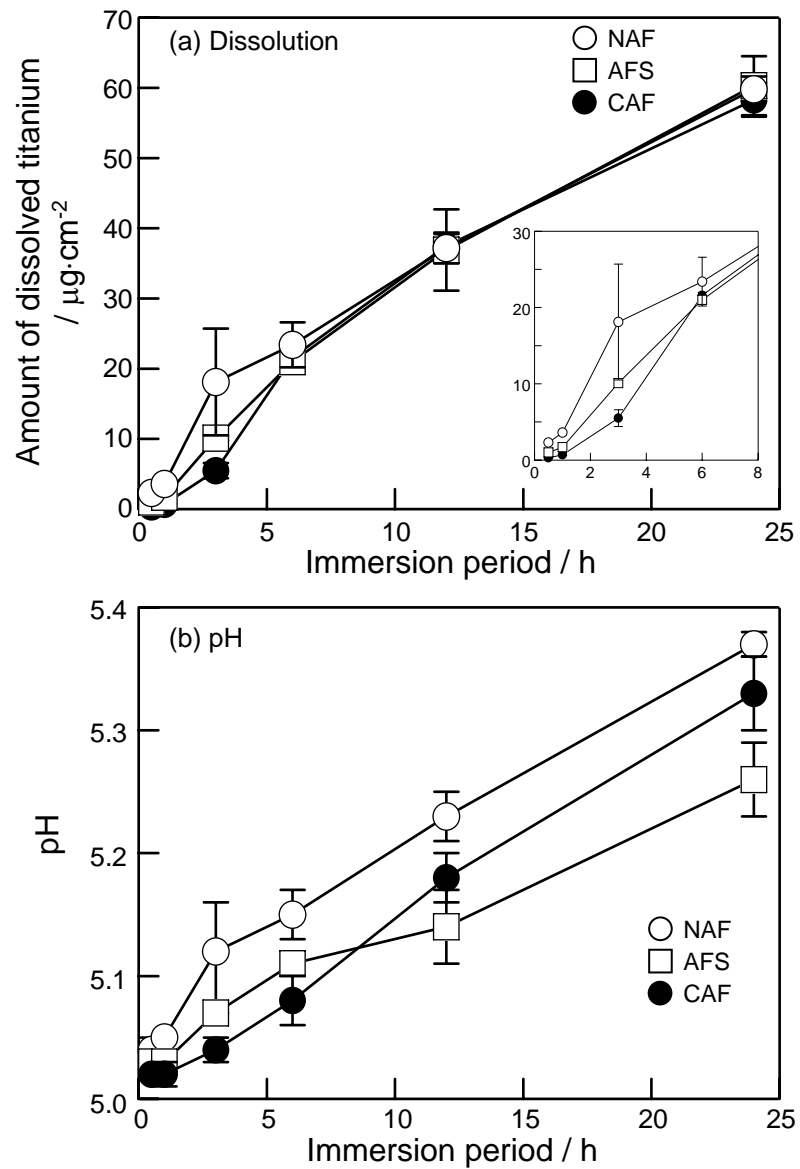 (a) Dissolution
NAF
AFS
CAF
Amount of dissolved titanium
/ μg·cm-2
70
60
50
40
30
20
10
0
0
5
10
15
20
25
Immersion period / h
30
20
10
0
0
2
4
6
8
(b) pH
pH
5.4
5.3
5.2
5.1
5.0
NAF
AFS
CAF
0
5
10
15
20
25
Immersion period / h